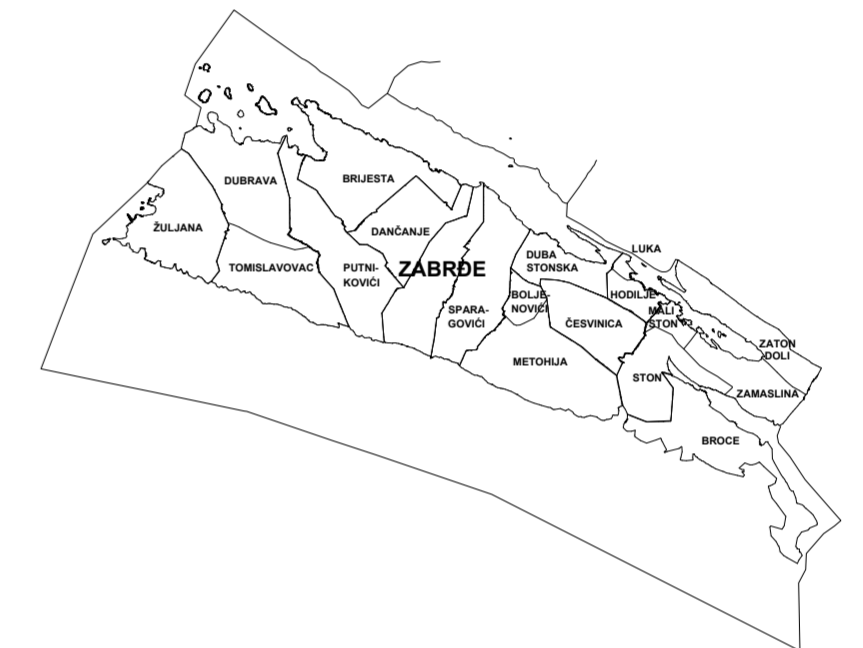 BRIJESTA
DUBRAVA
ŽULJANA
DANČANJE
TOMISLAVOVAC
PUTNI-
KOVIĆI
ZABRĐE
DUBA
STONSKA
LUKA
BOLJE-
NOVIĆI
HODILJE
SPARA-
GOVIĆI
ČESVINICA
MALI
STON
ZATON
DOLI
METOHIJA
STON
ZAMASLINA
BROCE